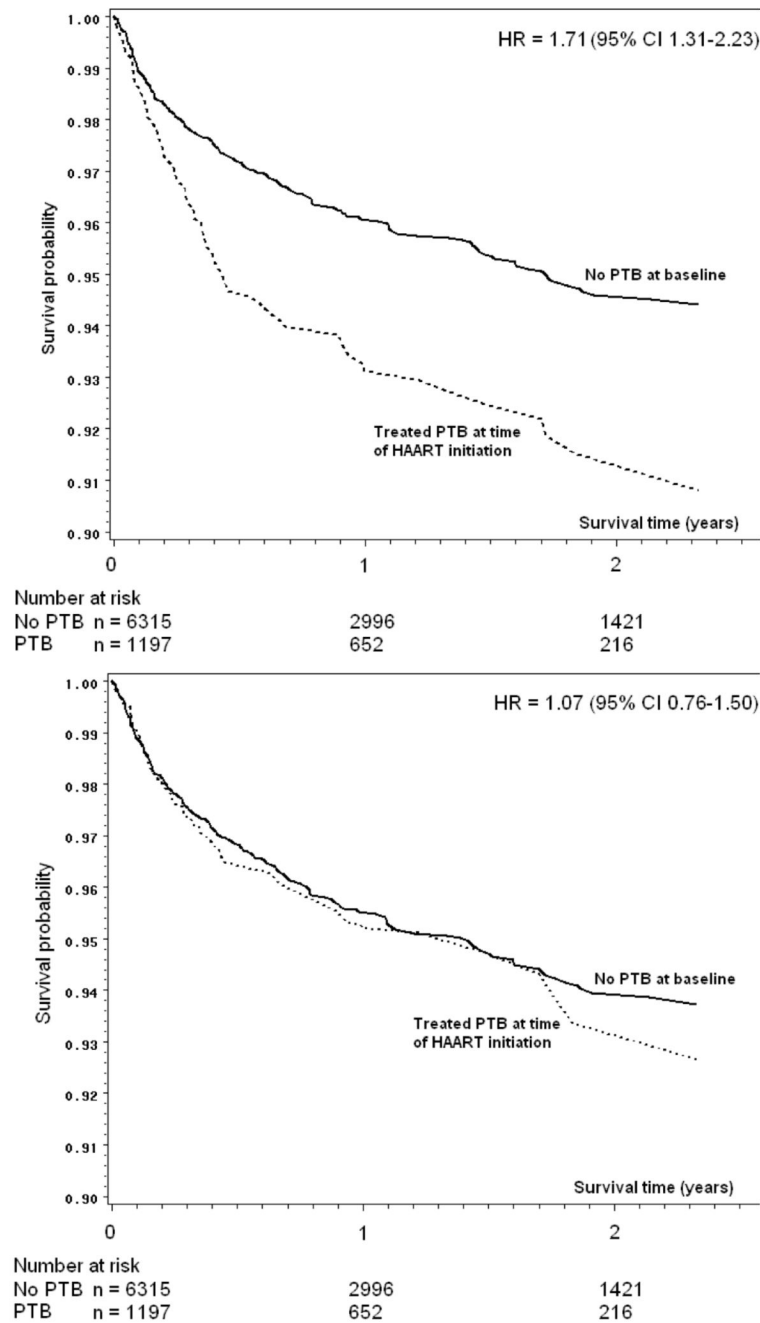 1.00
HR = 1.71 (95% CI 1.31-2.23)
0.99
0.98
0.97
0.96
0.95
0.94
0.93
0.92
0.91
0.90
Survival probability
No PTB at baseline
Treated PTB at time
of HAART initiation
Survival time (years)
0 1 2
Number at risk
No PTB n = 6315 2996 1421
PTB n = 1197 652 216
1.00
HR = 1.07 (95% CI 0.76-1.50)
0.99
0.98
0.97
0.96
0.95
0.94
0.93
0.92
0.91
0.90
Survival probability
No PTB at baseline
Treated PTB at time
of HAART initiation
Survival time (years)
0 1 2
Number at risk
No PTB n = 6315 2996 1421
PTB n = 1197 652 216